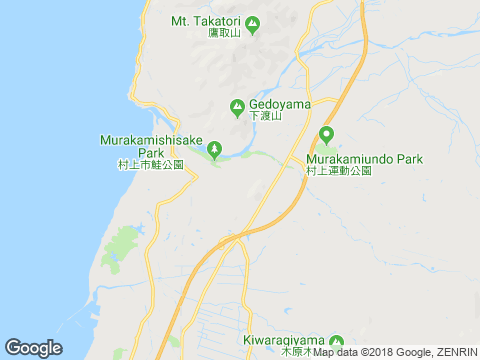 Mt. Takatori
鷹取山
Gedoyama
下渡山
Murakamishisake
Park
村上市鮭公園
Murakamiundo Park
村上運動公園
Kiwaragiyama
木原木
Google
Map data ©2018 Google, ZENRIN